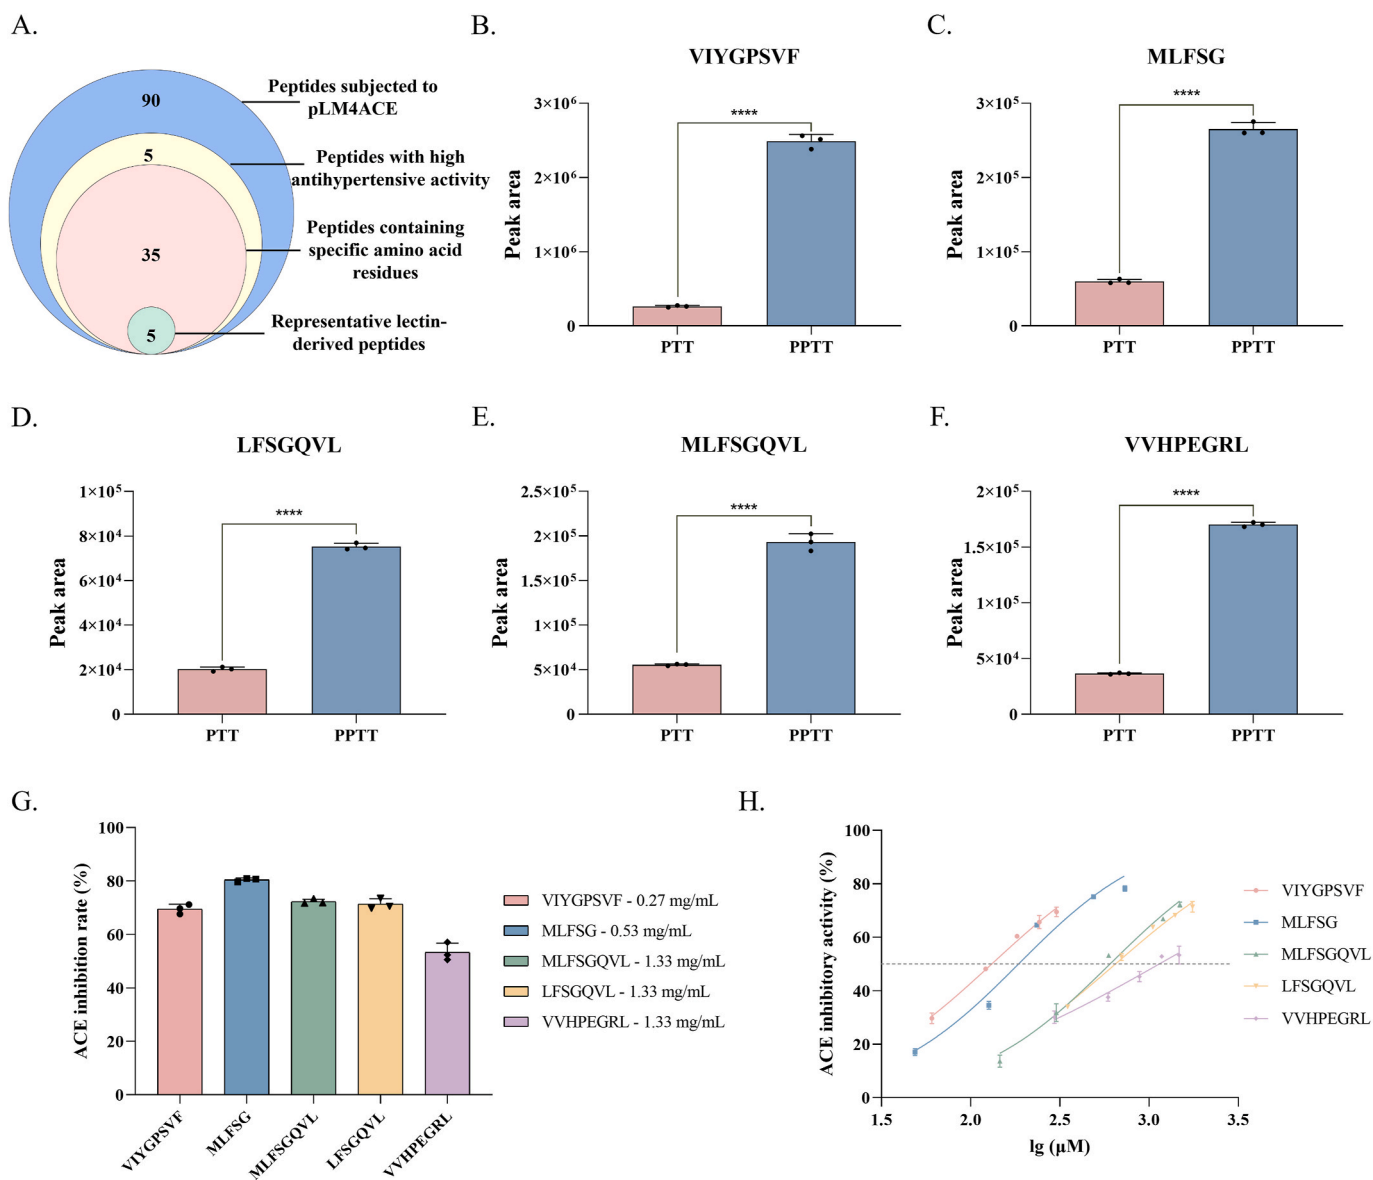 A.
90
5
35
5
Peptides subjected to
pLM4ACE
Peptides with high
antihypertensive activity
Peptides containing
specific amino acid
residues
Representative lectin-
derived peptides
B.
VIYGPSVF
Peak area
3×10⁶
2×10⁶
1×10⁶
0
****
PTT
PPTT
C.
MLFSG
Peak area
3×10⁵
2×10⁵
1×10⁵
0
****
PTT
PPTT
D.
LFSGQVL
Peak area
1×10⁵
8×10⁴
6×10⁴
4×10⁴
2×10⁴
0
****
PTT
PPTT
E.
MLFSGQVL
Peak area
2.5×10⁵
2×10⁵
1.5×10⁵
1×10⁵
5×10⁴
0
****
PTT
PPTT
F.
VVHPEGRL
Peak area
2×10⁵
1.5×10⁵
1×10⁵
5×10⁴
0
****
PTT
PPTT
G.
ACE inhibition rate (%)
100
80
60
40
20
0
VIYGPSVF
MLFSG
MLFSGQVL
LFSGQVL
VVHPEGRL
VIYGPSVF - 0.27 mg/mL
MLFSG - 0.53 mg/mL
MLFSGQVL - 1.33 mg/mL
LFSGQVL - 1.33 mg/mL
VVHPEGRL - 1.33 mg/mL
H.
ACE inhibitory activity (%)
100
80
60
40
20
0
1.5
2.0
2.5
3.0
3.5
lg (μM)
VIYGPSVF
MLFSG
MLFSGQVL
LFSGQVL
VVHPEGRL